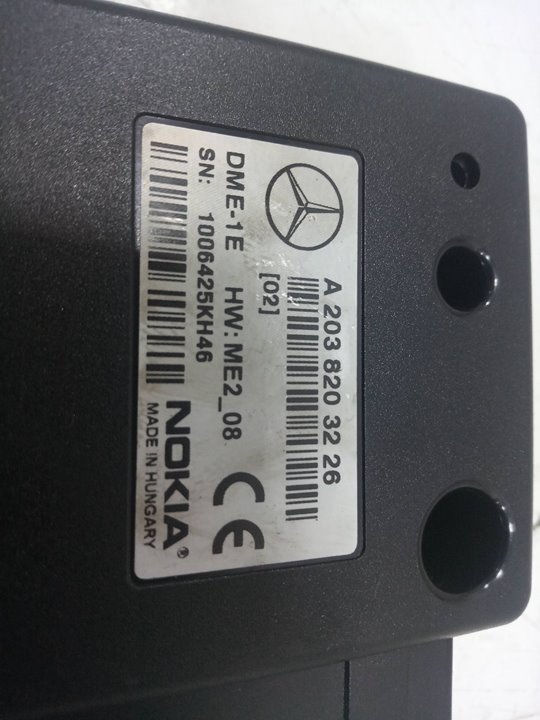 A 203 820 32 26
[02]
DME-1E HW: ME2_08
CE
SN: 1006425KH46
NOKIA®
MADE IN HUNGARY